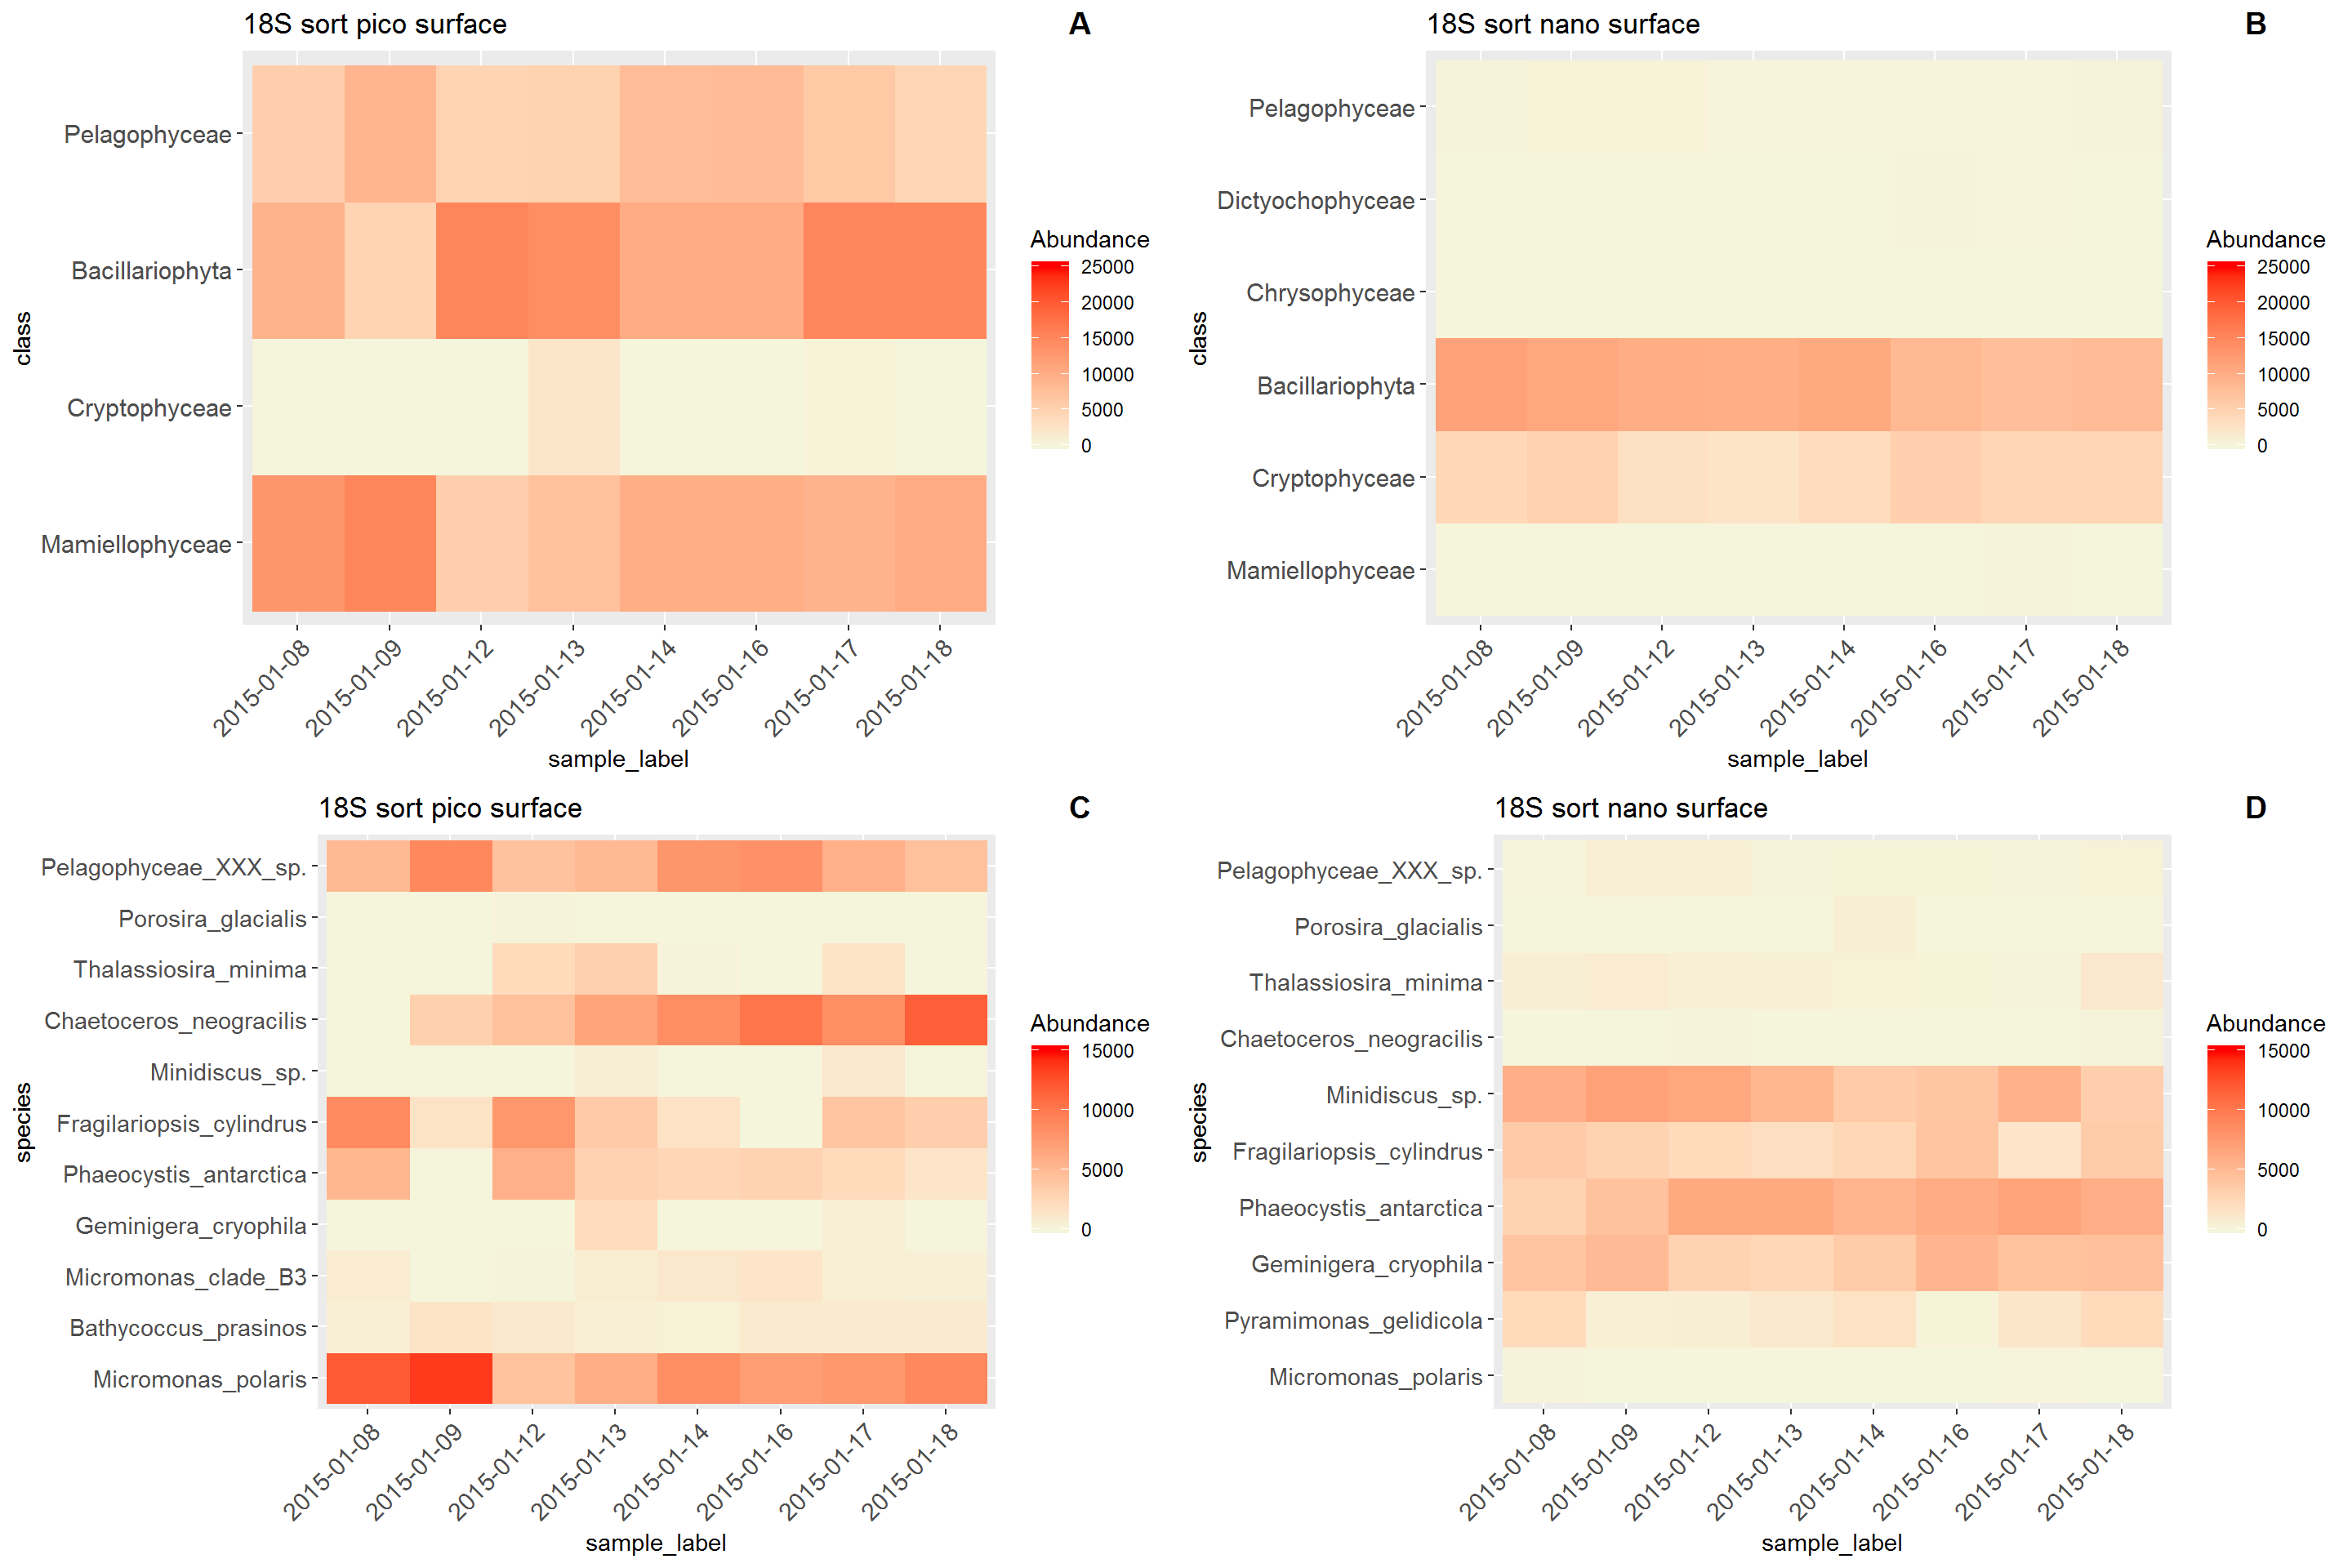 18S sort pico surface
A
Pelagophyceae
Bacillariophyta
Cryptophyceae
Mamiellophyceae
class
2015-01-08
2015-01-09
2015-01-12
2015-01-13
2015-01-14
2015-01-16
2015-01-17
2015-01-18
sample_label
Abundance
25000
20000
15000
10000
5000
0
18S sort nano surface
B
Pelagophyceae
Dictyochophyceae
Chrysophyceae
Bacillariophyta
Cryptophyceae
Mamiellophyceae
class
2015-01-08
2015-01-09
2015-01-12
2015-01-13
2015-01-14
2015-01-16
2015-01-17
2015-01-18
sample_label
Abundance
25000
20000
15000
10000
5000
0
18S sort pico surface
C
Pelagophyceae_XXX_sp.
Porosira_glacialis
Thalassiosira_minima
Chaetoceros_neogracilis
Minidiscus_sp.
Fragilariopsis_cylindrus
Phaeocystis_antarctica
Geminigera_cryophila
Micromonas_clade_B3
Bathycoccus_prasinos
Micromonas_polaris
species
2015-01-08
2015-01-09
2015-01-12
2015-01-13
2015-01-14
2015-01-16
2015-01-17
2015-01-18
sample_label
Abundance
15000
10000
5000
0
18S sort nano surface
D
Pelagophyceae_XXX_sp.
Porosira_glacialis
Thalassiosira_minima
Chaetoceros_neogracilis
Minidiscus_sp.
Fragilariopsis_cylindrus
Phaeocystis_antarctica
Geminigera_cryophila
Pyramimonas_gelidicola
Micromonas_polaris
species
2015-01-08
2015-01-09
2015-01-12
2015-01-13
2015-01-14
2015-01-16
2015-01-17
2015-01-18
sample_label
Abundance
15000
10000
5000
0